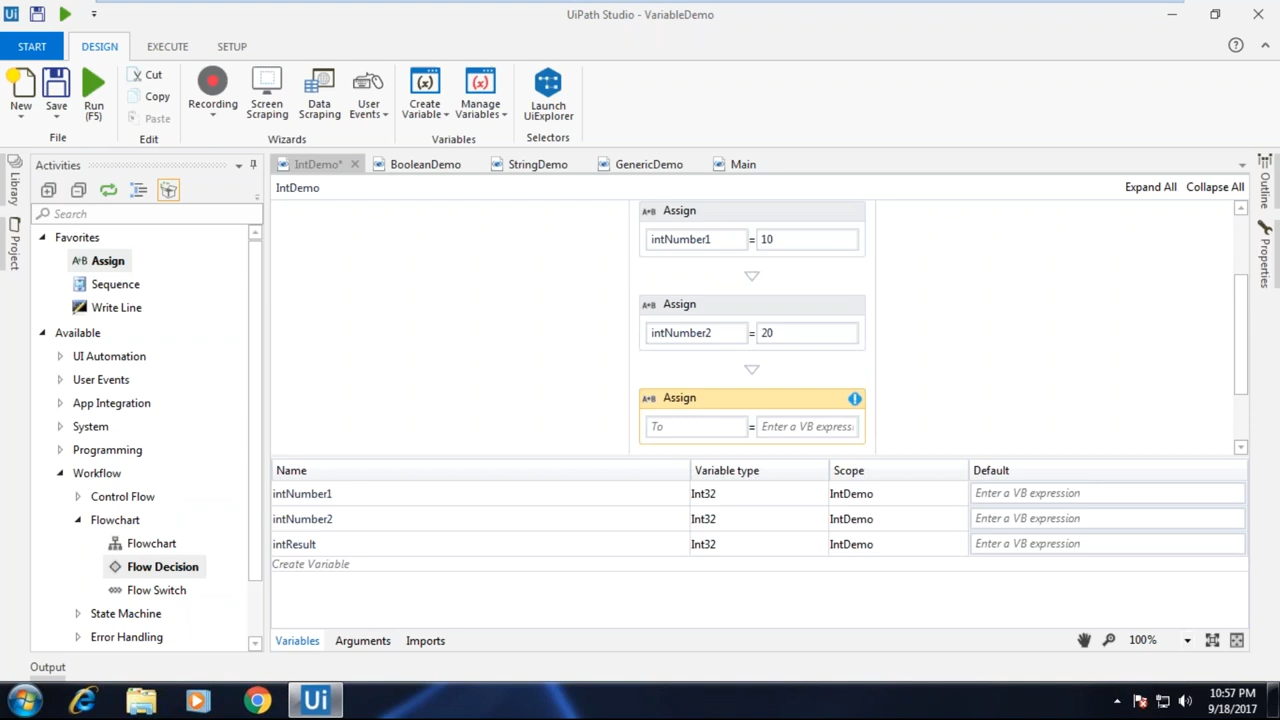 Ui
UiPath Studio - VariableDemo
START
DESIGN
EXECUTE
SETUP
New
Save
Run
(F5)
File
Cut
Copy
Paste
Edit
Recording
Screen
Scraping
Data
Scraping
User
Events
Wizards
(x)
Create
Variable
(x)
Manage
Variables
Variables
Launch
UiExplorer
Selectors
Library
Project
Activities
Search
Favorites
A*B Assign
Sequence
Write Line
Available
UI Automation
User Events
App Integration
System
Programming
Workflow
Control Flow
Flowchart
Flowchart
Flow Decision
Flow Switch
State Machine
Error Handling
IntDemo*
BooleanDemo
StringDemo
GenericDemo
Main
IntDemo
Expand All Collapse All
A*B Assign
intNumber1 = 10
A*B Assign
intNumber2 = 20
A*B Assign
To = Enter a VB express
Name Variable type Scope Default
intNumber1 Int32 IntDemo Enter a VB expression
intNumber2 Int32 IntDemo Enter a VB expression
intResult Int32 IntDemo Enter a VB expression
Create Variable
Variables Arguments Imports
100%
Outline
Properties
Output
Ui
10:57 PM
9/18/2017